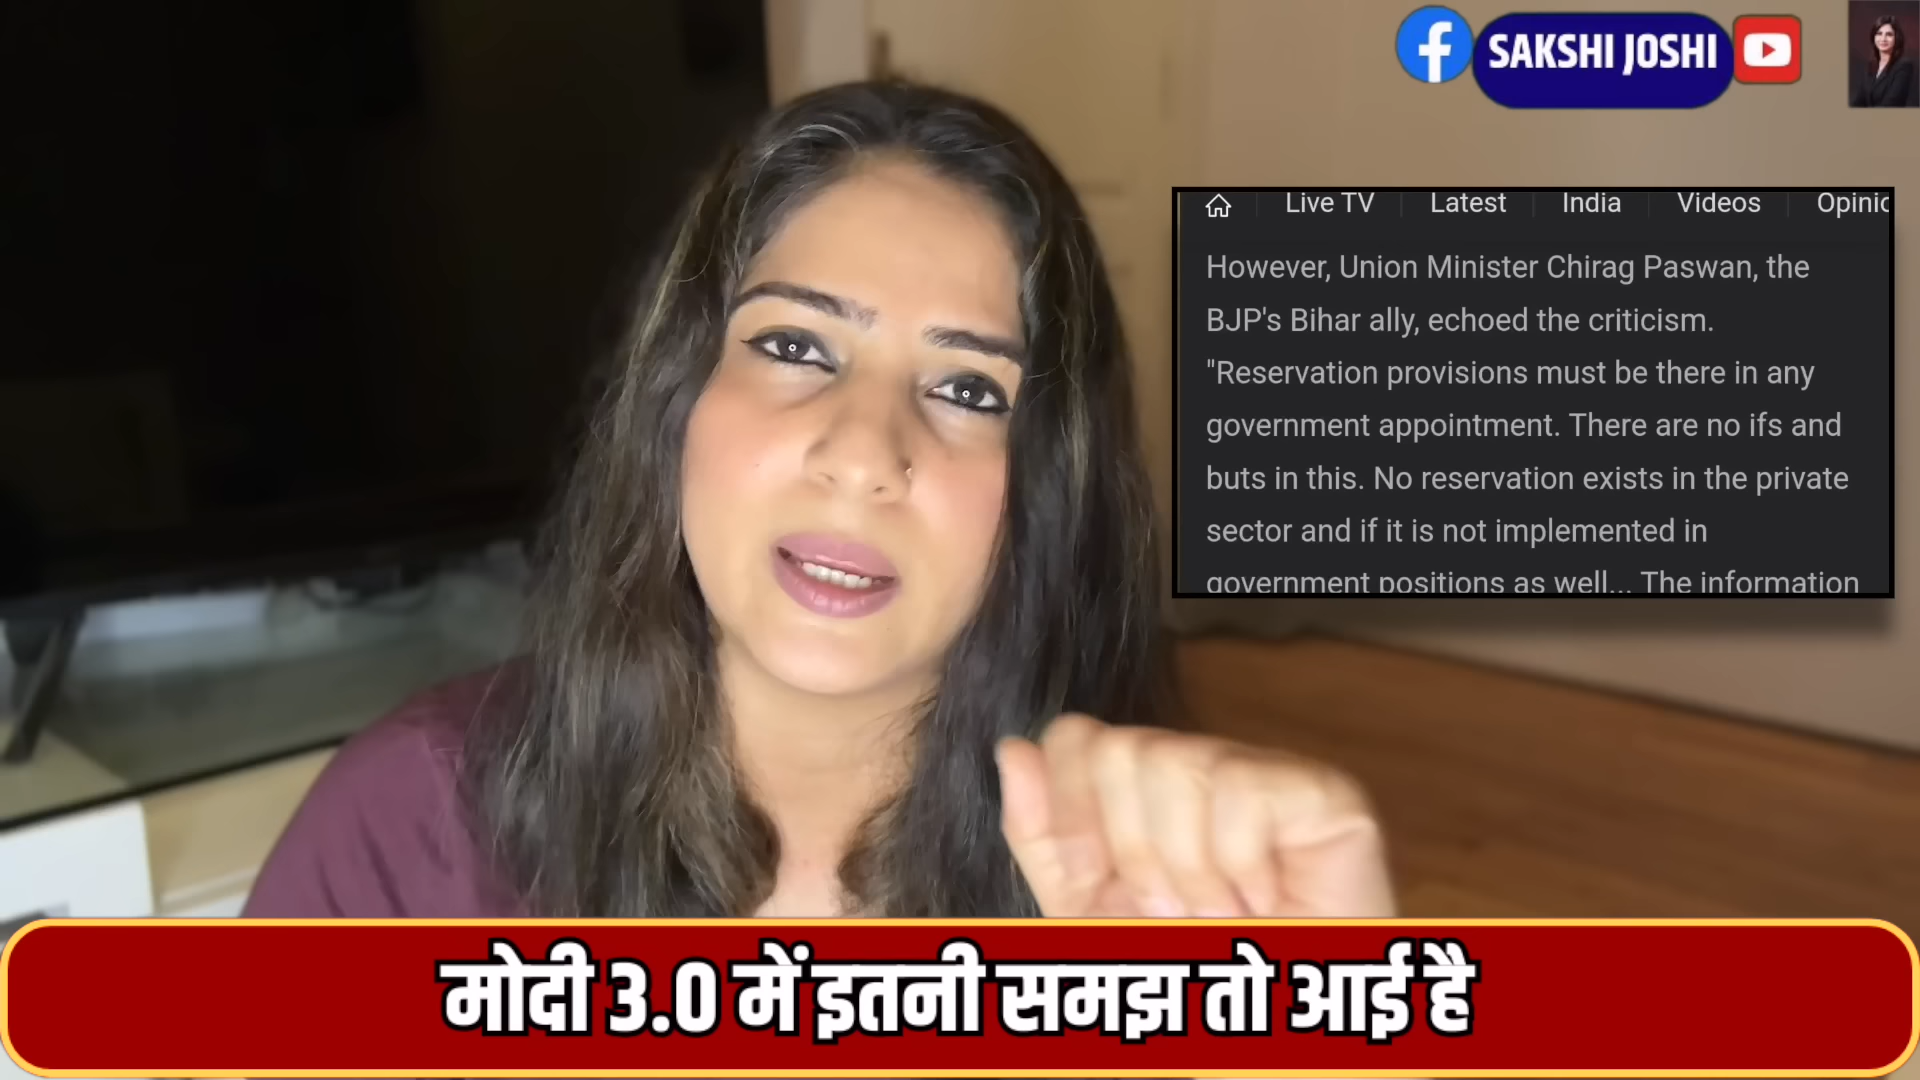 SAKSHI JOSHI
Live TV Latest India Videos Opinio
However, Union Minister Chirag Paswan, the
BJP's Bihar ally, echoed the criticism.
"Reservation provisions must be there in any
government appointment. There are no ifs and
buts in this. No reservation exists in the private
sector and if it is not implemented in
government positions as well... The information
मोदी 3.0 में इतनी समझ तो आई है